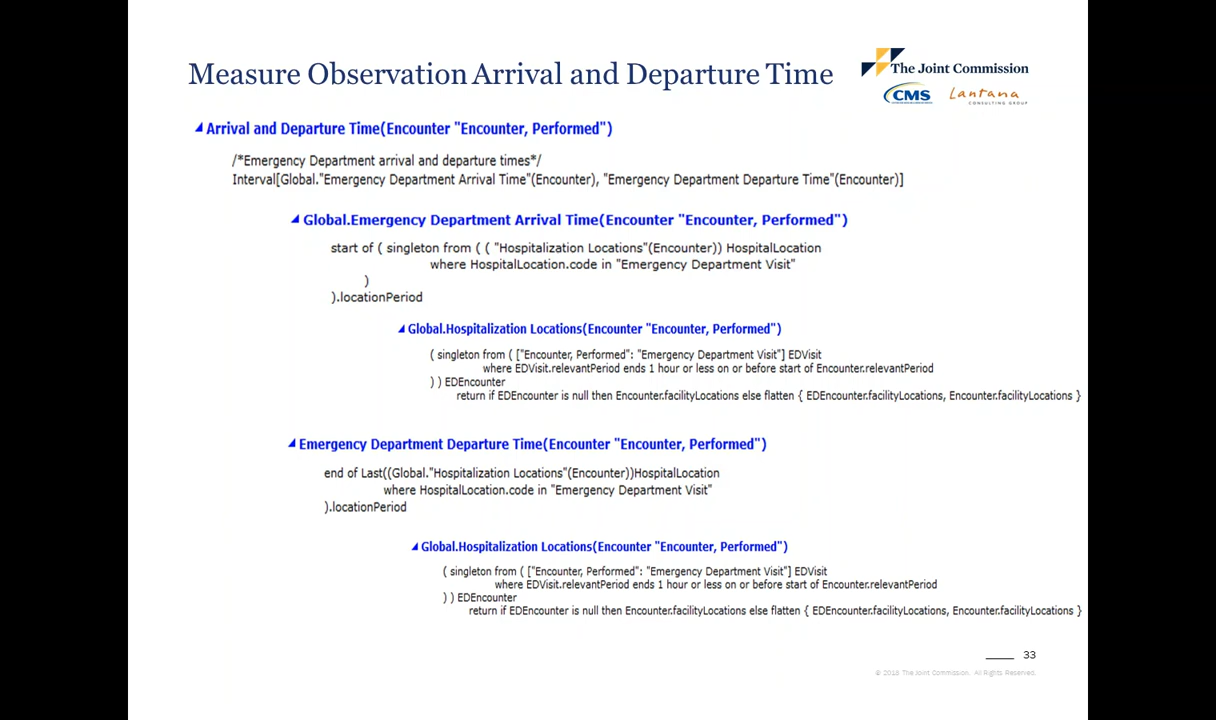 Measure Observation Arrival and Departure Time
The Joint Commission
CMS
Lantana
CONSULTING GROUP
Arrival and Departure Time(Encounter "Encounter, Performed")
/*Emergency Department arrival and departure times*/
Interval[Global."Emergency Department Arrival Time"(Encounter), "Emergency Department Departure Time"(Encounter)]
Global.Emergency Department Arrival Time(Encounter "Encounter, Performed")
start of ( singleton from ( ( "Hospitalization Locations"(Encounter)) HospitalLocation
where HospitalLocation.code in "Emergency Department Visit"
)
).locationPeriod
Global.Hospitalization Locations(Encounter "Encounter, Performed")
( singleton from ( ["Encounter, Performed": "Emergency Department Visit"] EDVisit
where EDVisit.relevantPeriod ends 1 hour or less on or before start of Encounter.relevantPeriod
) ) EDEncounter
return if EDEncounter is null then Encounter.facilityLocations else flatten { EDEncounter.facilityLocations, Encounter.facilityLocations }
Emergency Department Departure Time(Encounter "Encounter, Performed")
end of Last((Global."Hospitalization Locations"(Encounter))HospitalLocation
where HospitalLocation.code in "Emergency Department Visit"
).locationPeriod
Global.Hospitalization Locations(Encounter "Encounter, Performed")
( singleton from ( ["Encounter, Performed": "Emergency Department Visit"] EDVisit
where EDVisit.relevantPeriod ends 1 hour or less on or before start of Encounter.relevantPeriod
) ) EDEncounter
return if EDEncounter is null then Encounter.facilityLocations else flatten { EDEncounter.facilityLocations, Encounter.facilityLocations }
33
The Joint Commission. All Rights Reserved.